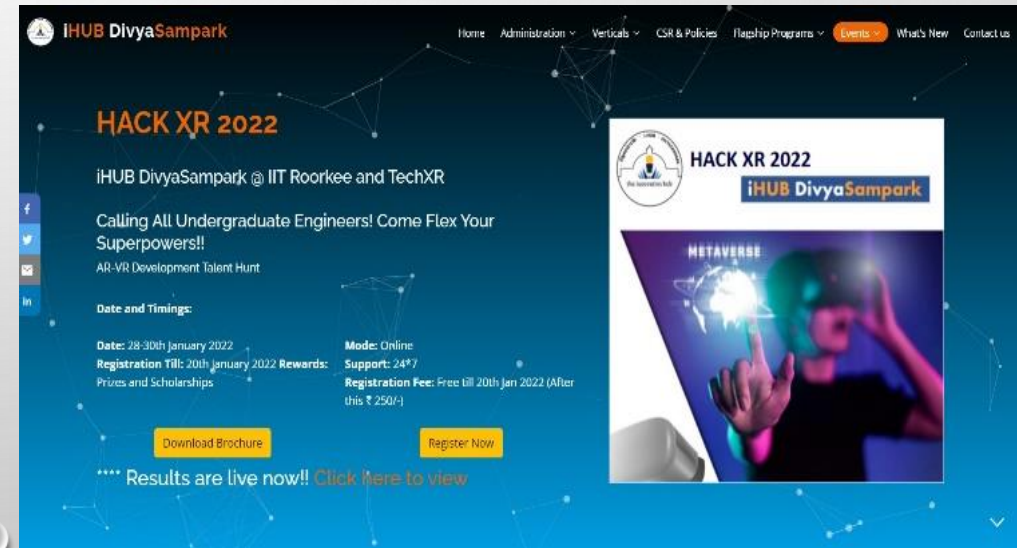 iHUB DivyaSampark
Home Administration Verticals CSR & Policies Flagship Programs Events What's New Contact us
HACK XR 2022
iHUB DivyaSampark @ IIT Roorkee and TechXR
Calling All Undergraduate Engineers! Come Flex Your
Superpowers!!
AR-VR Development Talent Hunt
Date and Timings:
Date: 28-30th January 2022
Registration Till: 20th January 2022 Rewards:
Prizes and Scholarships
Mode: Online
Support: 24*7
Registration Fee: Free till 20th Jan 2022 (After
this ₹ 250/-)
Download Brochure
Register Now
**** Results are live now!! Click here to view
HACK XR 2022
iHUB DivyaSampark
METAVERSE
f
in